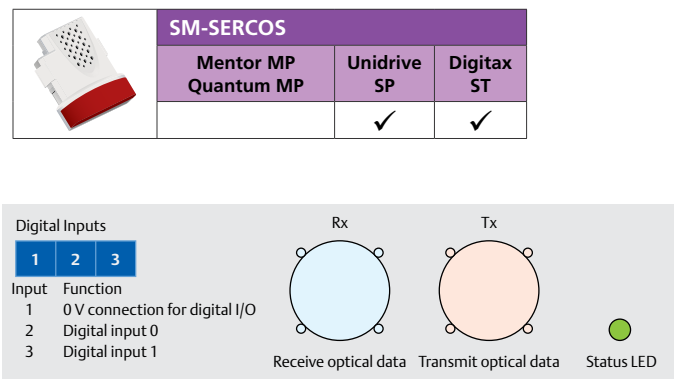 SM-SERCOS
Mentor MP
Quantum MP
Unidrive
SP
Digitax
ST
✓ ✓
Digital Inputs
1 2 3
Input Function
1 0 V connection for digital I/O
2 Digital input 0
3 Digital input 1
Rx
Receive optical data
Tx
Transmit optical data
Status LED